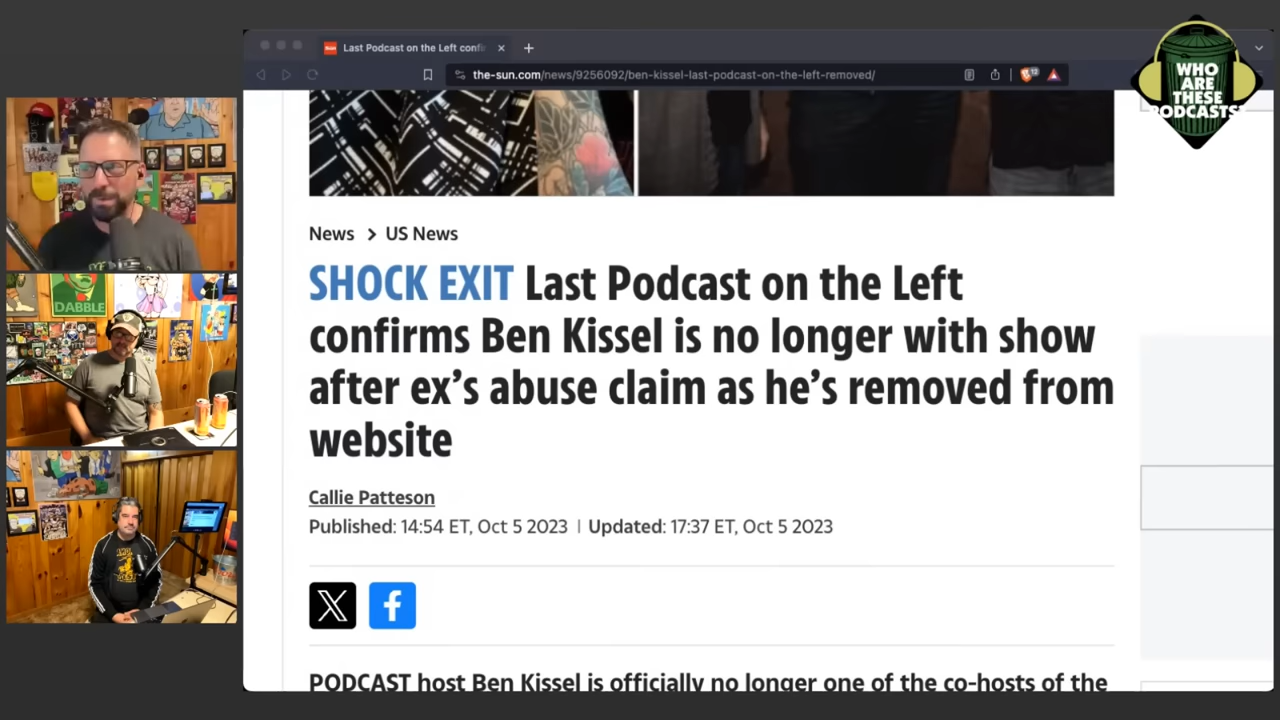 Last Podcast on the Left confi
the-sun.com/news/9256092/ben-kissel-last-podcast-on-the-left-removed/
WHO
ARE
THESE
PODCASTS?
DABBLE
News > US News
SHOCK EXIT Last Podcast on the Left
confirms Ben Kissel is no longer with show
after ex’s abuse claim as he’s removed from
website
Callie Patteson
Published: 14:54 ET, Oct 5 2023 | Updated: 17:37 ET, Oct 5 2023
PODCAST host Ben Kissel is officially no longer one of the co-hosts of the